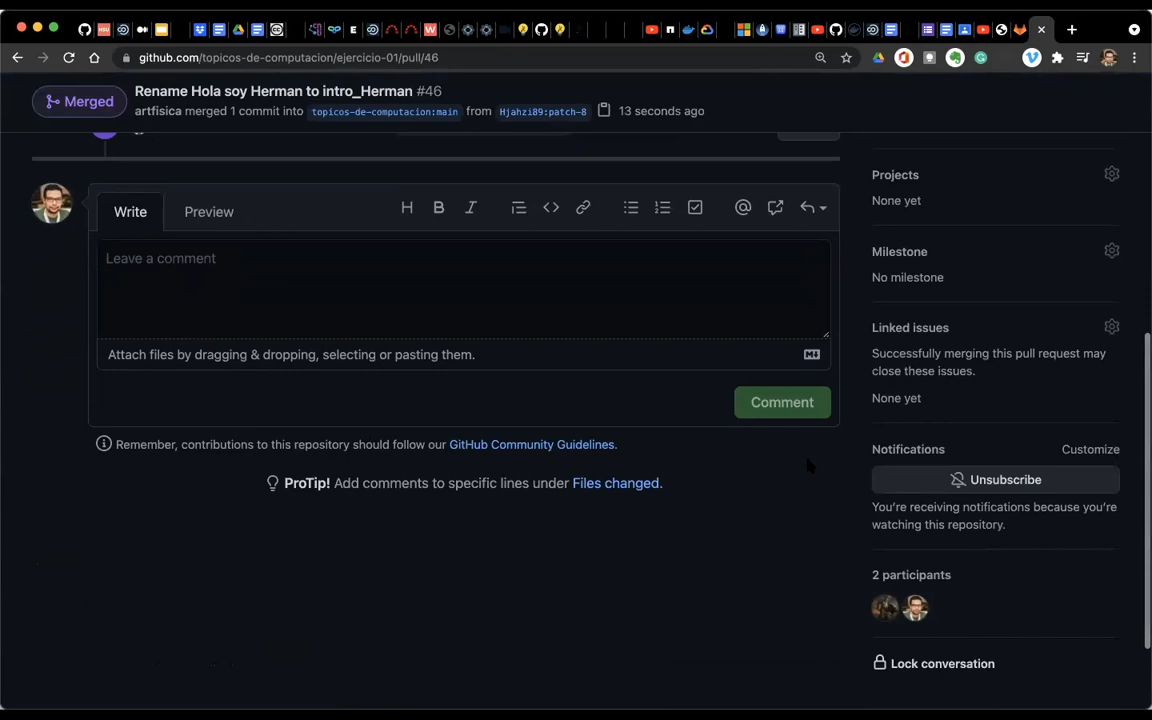 github.com/topicos-de-computacion/ejercicio-01/pull/46
Merged
Rename Hola soy Herman to intro_Herman #46
artfisica merged 1 commit into topicos-de-computacion:main from Hjahzi89:patch-8 13 seconds ago
Write
Preview
Leave a comment
Attach files by dragging & dropping, selecting or pasting them.
Comment
Remember, contributions to this repository should follow our GitHub Community Guidelines.
ProTip! Add comments to specific lines under Files changed.
Projects
None yet
Milestone
No milestone
Linked issues
Successfully merging this pull request may
close these issues.
None yet
Notifications
Customize
Unsubscribe
You're receiving notifications because you're
watching this repository.
2 participants
Lock conversation